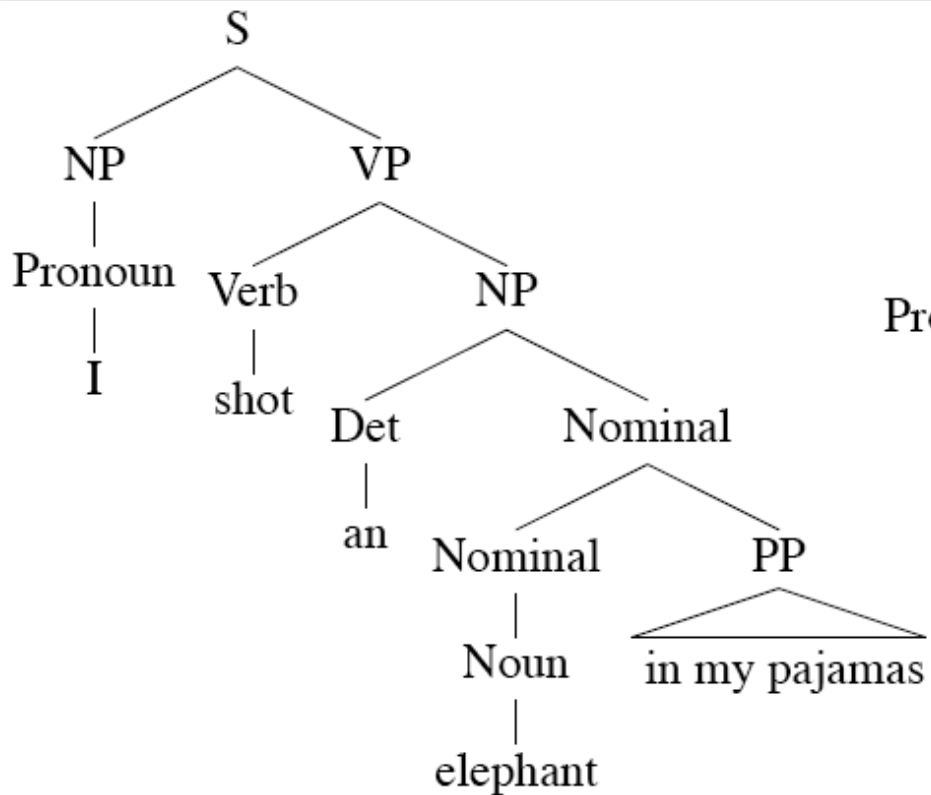 S
NP VP
Pronoun Verb NP
I shot Det Nominal
an Nominal PP
Noun in my pajamas
elephant